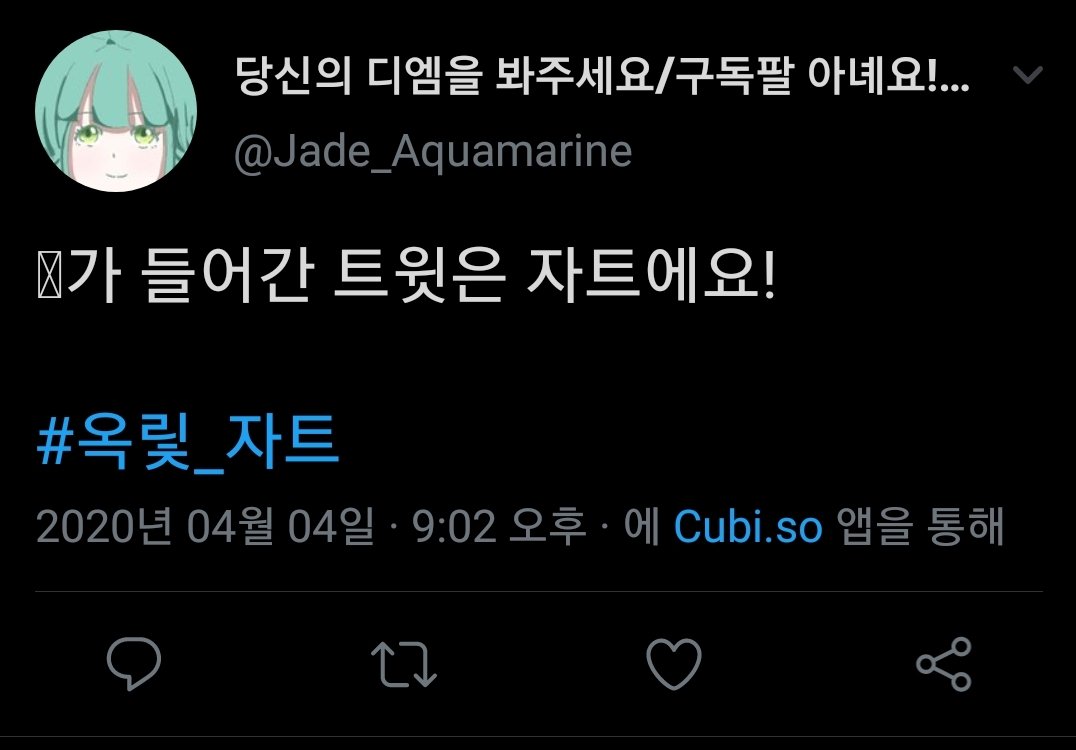 당신의 디엠을 봐주세요/구독팔 아녜요!...
@Jade_Aquamarine
가 들어간 트윗은 자트에요!
#옥릧_자트
2020년 04월 04일 · 9:02 오후 · 에 Cubi.so 앱을 통해